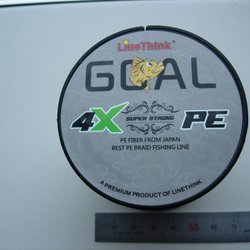 LineThink
GOAL
4X SUPER STRONG PE
PE FIBER FROM JAPAN
BEST PE BRAID FISHING LINE
A PREMIUM PRODUCT OF LINETHINK
50